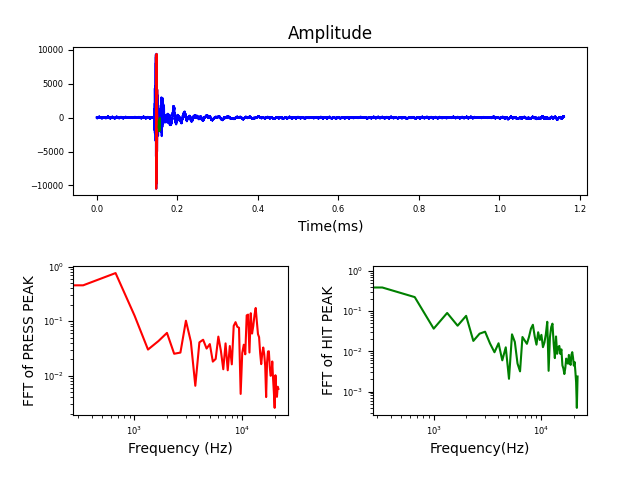 Amplitude
10000
5000
0
−5000
−10000
0.0 0.2 0.4 0.6 0.8 1.0 1.2
Time(ms)
FFT of PRESS PEAK
10⁰
10⁻¹
10⁻²
10³ 10⁴
Frequency (Hz)
FFT of HIT PEAK
10⁰
10⁻¹
10⁻²
10⁻³
10³ 10⁴
Frequency(Hz)